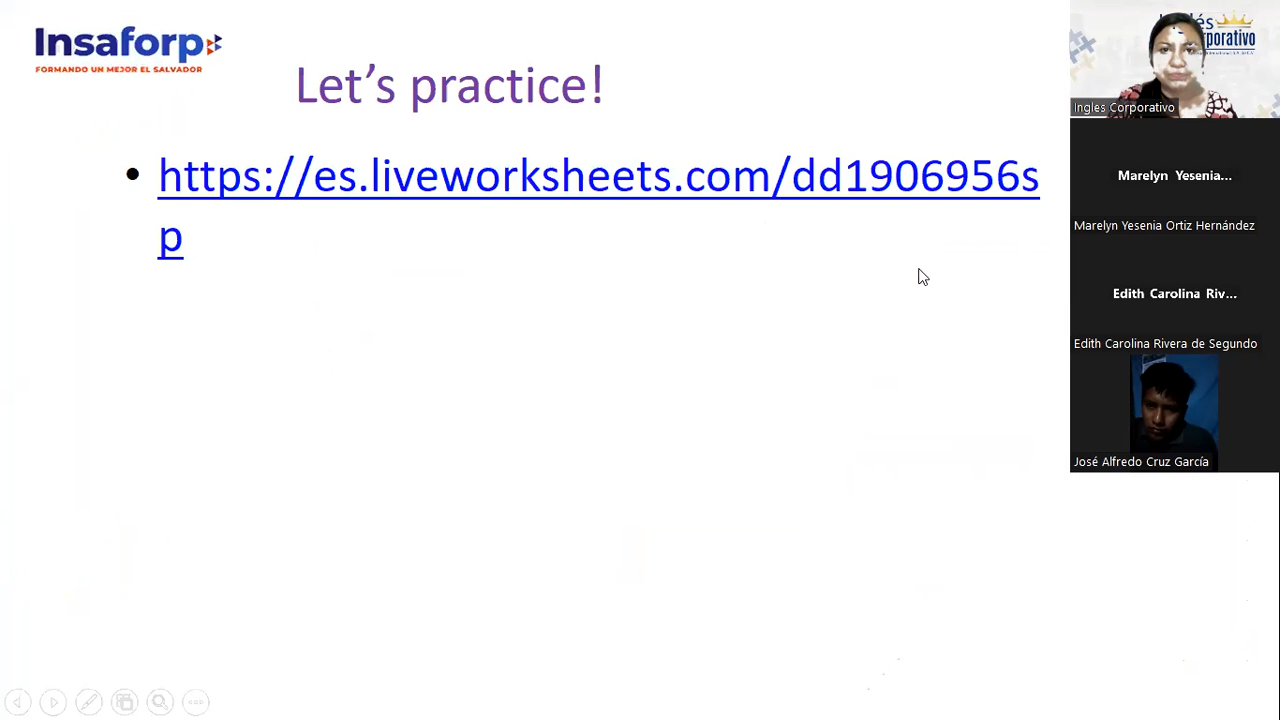 Insaforp
FORMANDO UN MEJOR EL SALVADOR
Let's practice!
• https://es.liveworksheets.com/dd1906956s
p
Ingles Corporativo
Marelyn Yesenia...
Marelyn Yesenia Ortiz Hernández
Edith Carolina Riv...
Edith Carolina Rivera de Segundo
José Alfredo Cruz García